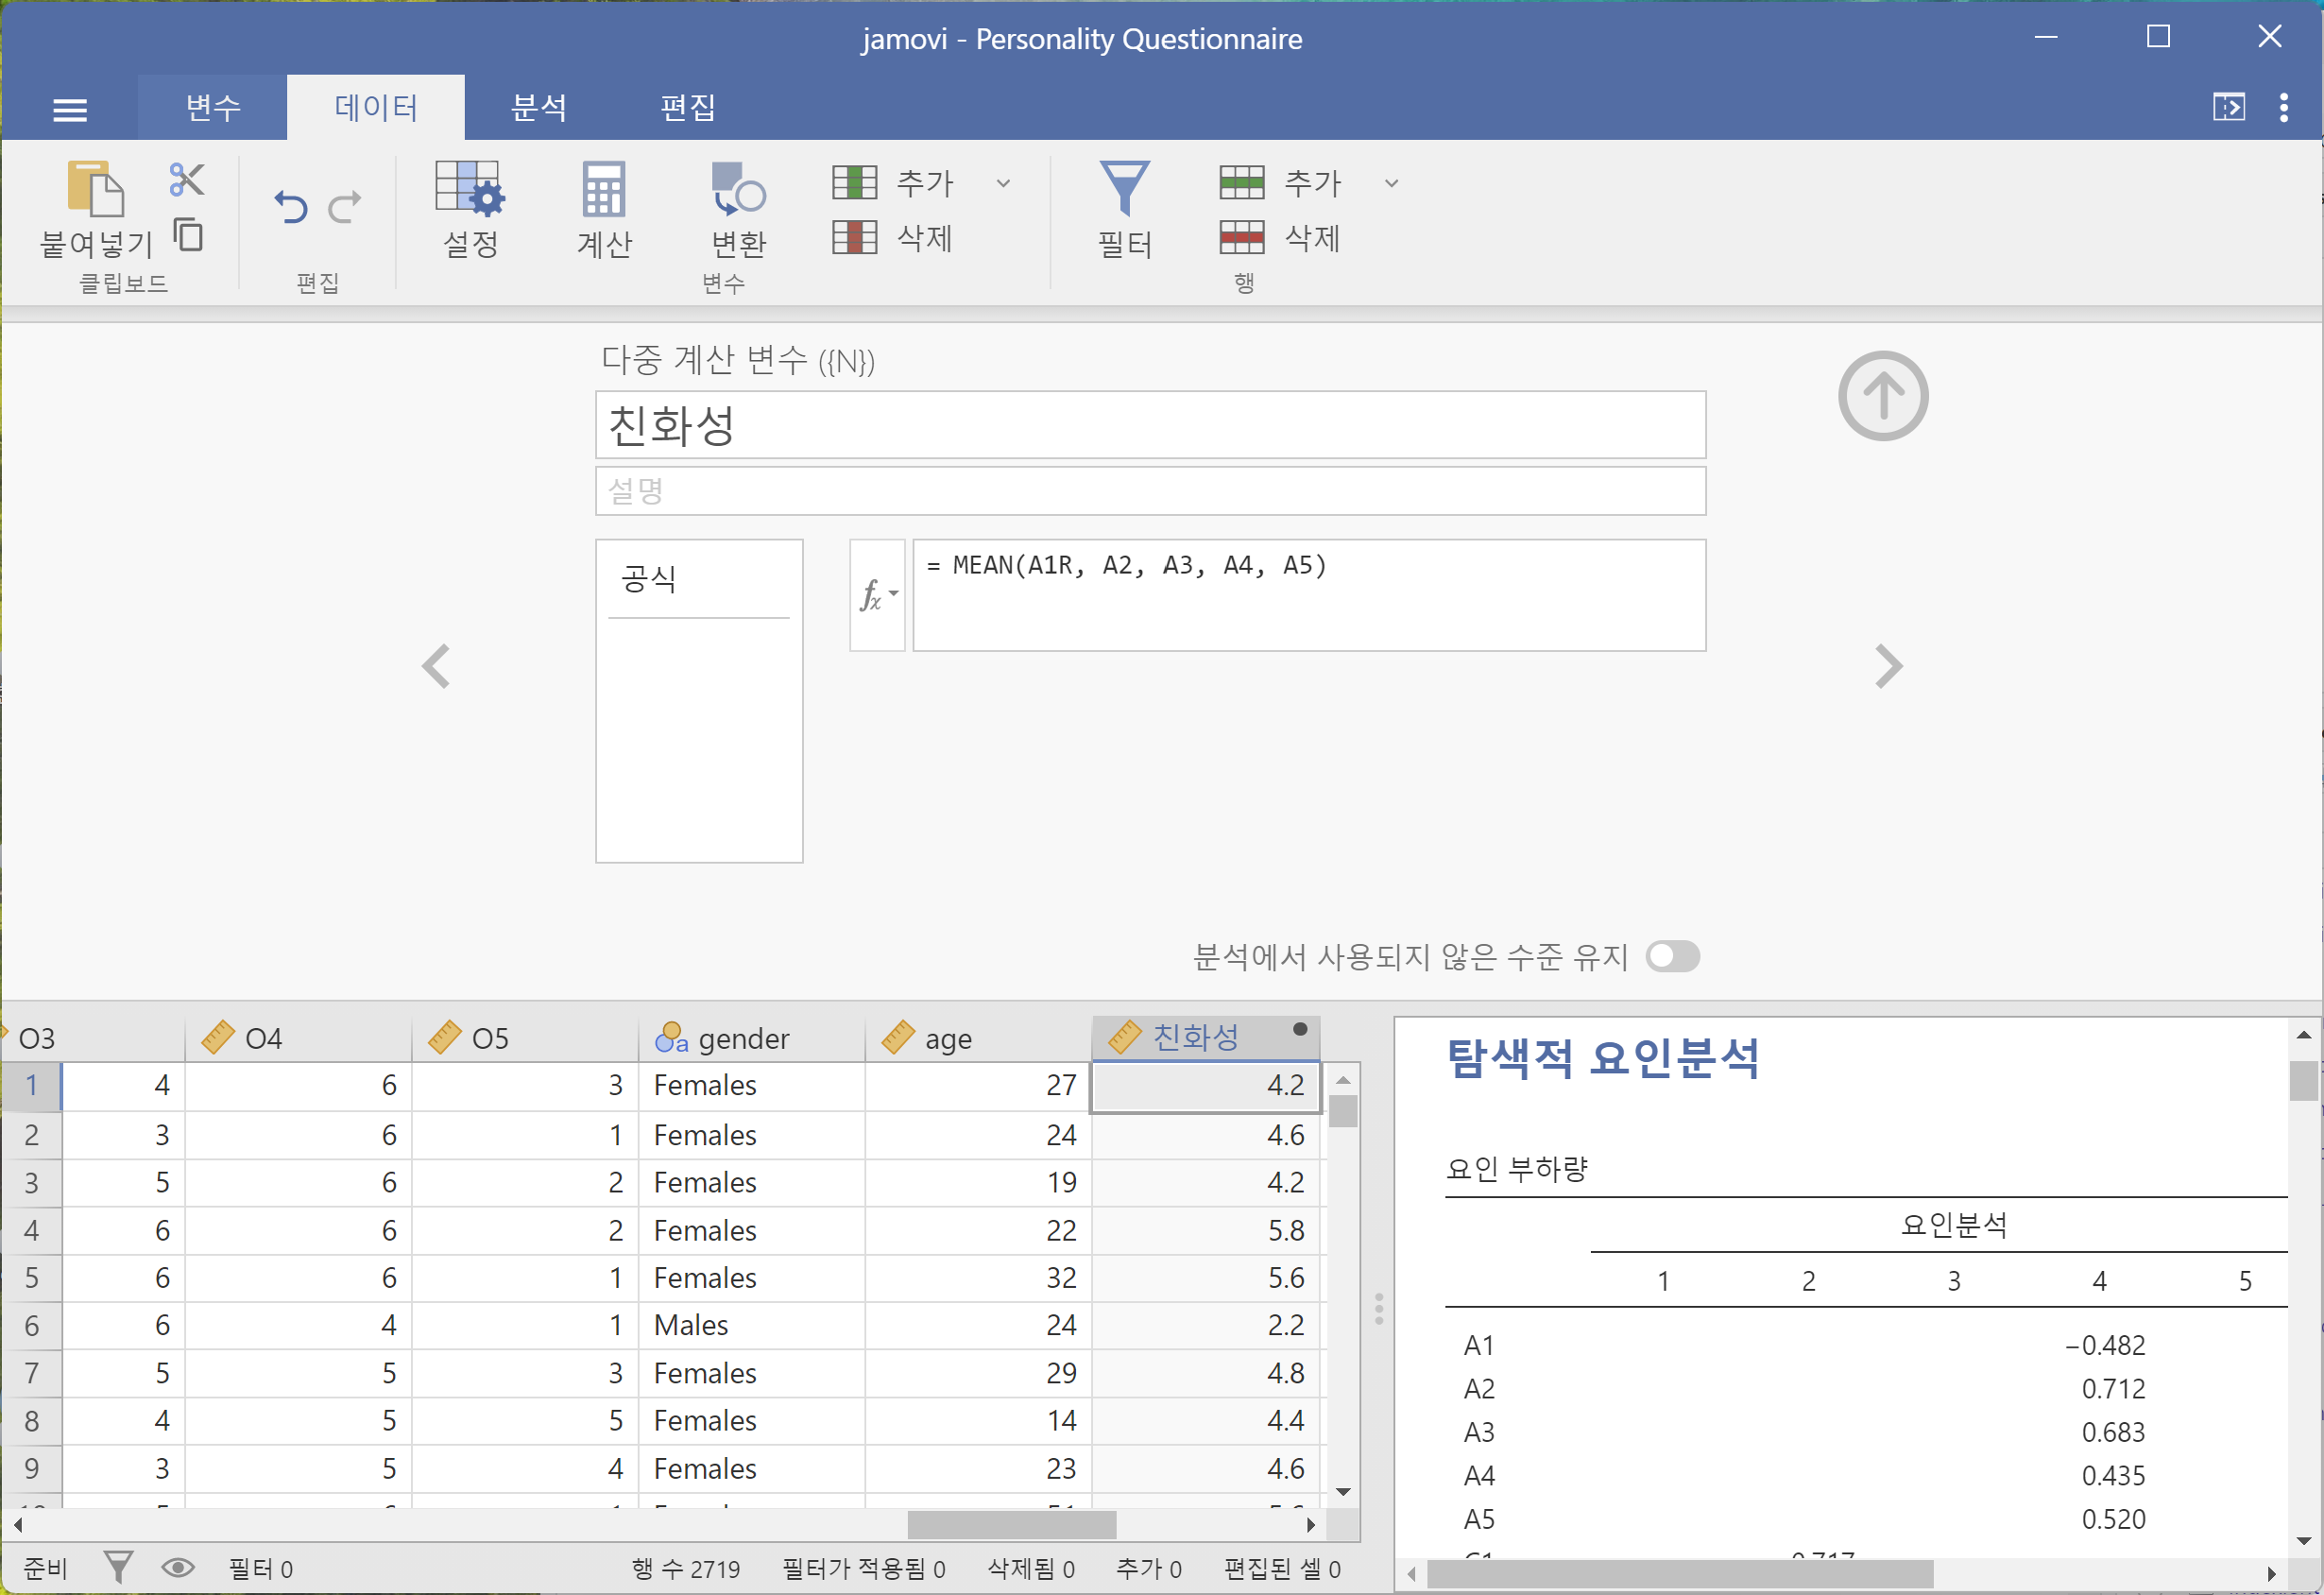 jamovi - Personality Questionnaire
변수 데이터 분석 편집
붙여넣기 설정 계산 변환 추가 삭제 필터 추가 삭제
클립보드 편집 변수 행
다중 계산 변수 ({N})
친화성
설명
공식
fx = MEAN(A1R, A2, A3, A4, A5)
분석에서 사용되지 않은 수준 유지
O3 O4 O5 gender age 친화성
1 4 6 3 Females 27 4.2
2 3 6 1 Females 24 4.6
3 5 6 2 Females 19 4.2
4 6 6 2 Females 22 5.8
5 6 6 1 Females 32 5.6
6 6 4 1 Males 24 2.2
7 5 5 3 Females 29 4.8
8 4 5 5 Females 14 4.4
9 3 5 4 Females 23 4.6
탐색적 요인분석
요인 부하량
요인분석
1 2 3 4 5
A1 −0.482
A2 0.712
A3 0.683
A4 0.435
A5 0.520
준비 필터 0 행 수 2719 필터가 적용됨 0 삭제됨 0 추가 0 편집된 셀 0